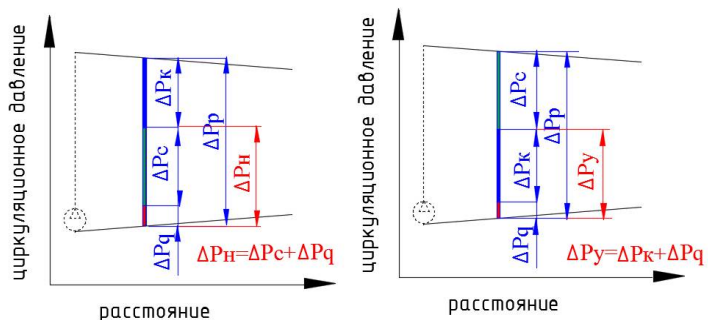 циркуляционное давление
ΔPк
ΔPс
ΔPр
ΔPн
ΔPq
ΔPн=ΔPс+ΔPq
расстояние
циркуляционное давление
ΔPс
ΔPр
ΔPк
ΔPу
ΔPq
ΔPу=ΔPк+ΔPq
расстояние